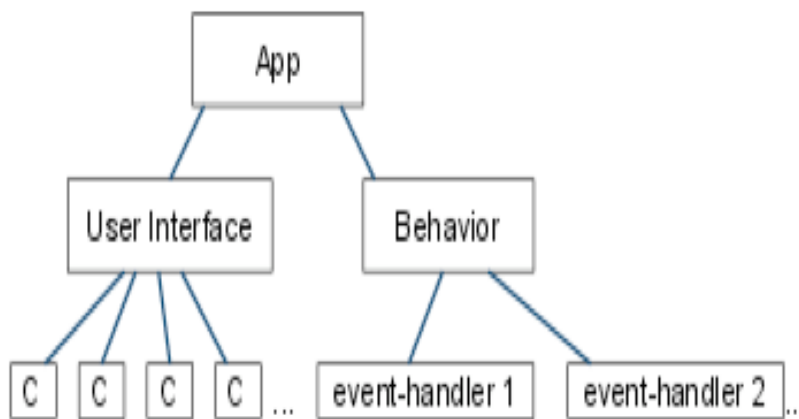 App
User Interface
Behavior
C
C
C
C
...
event-handler 1
event-handler 2
..